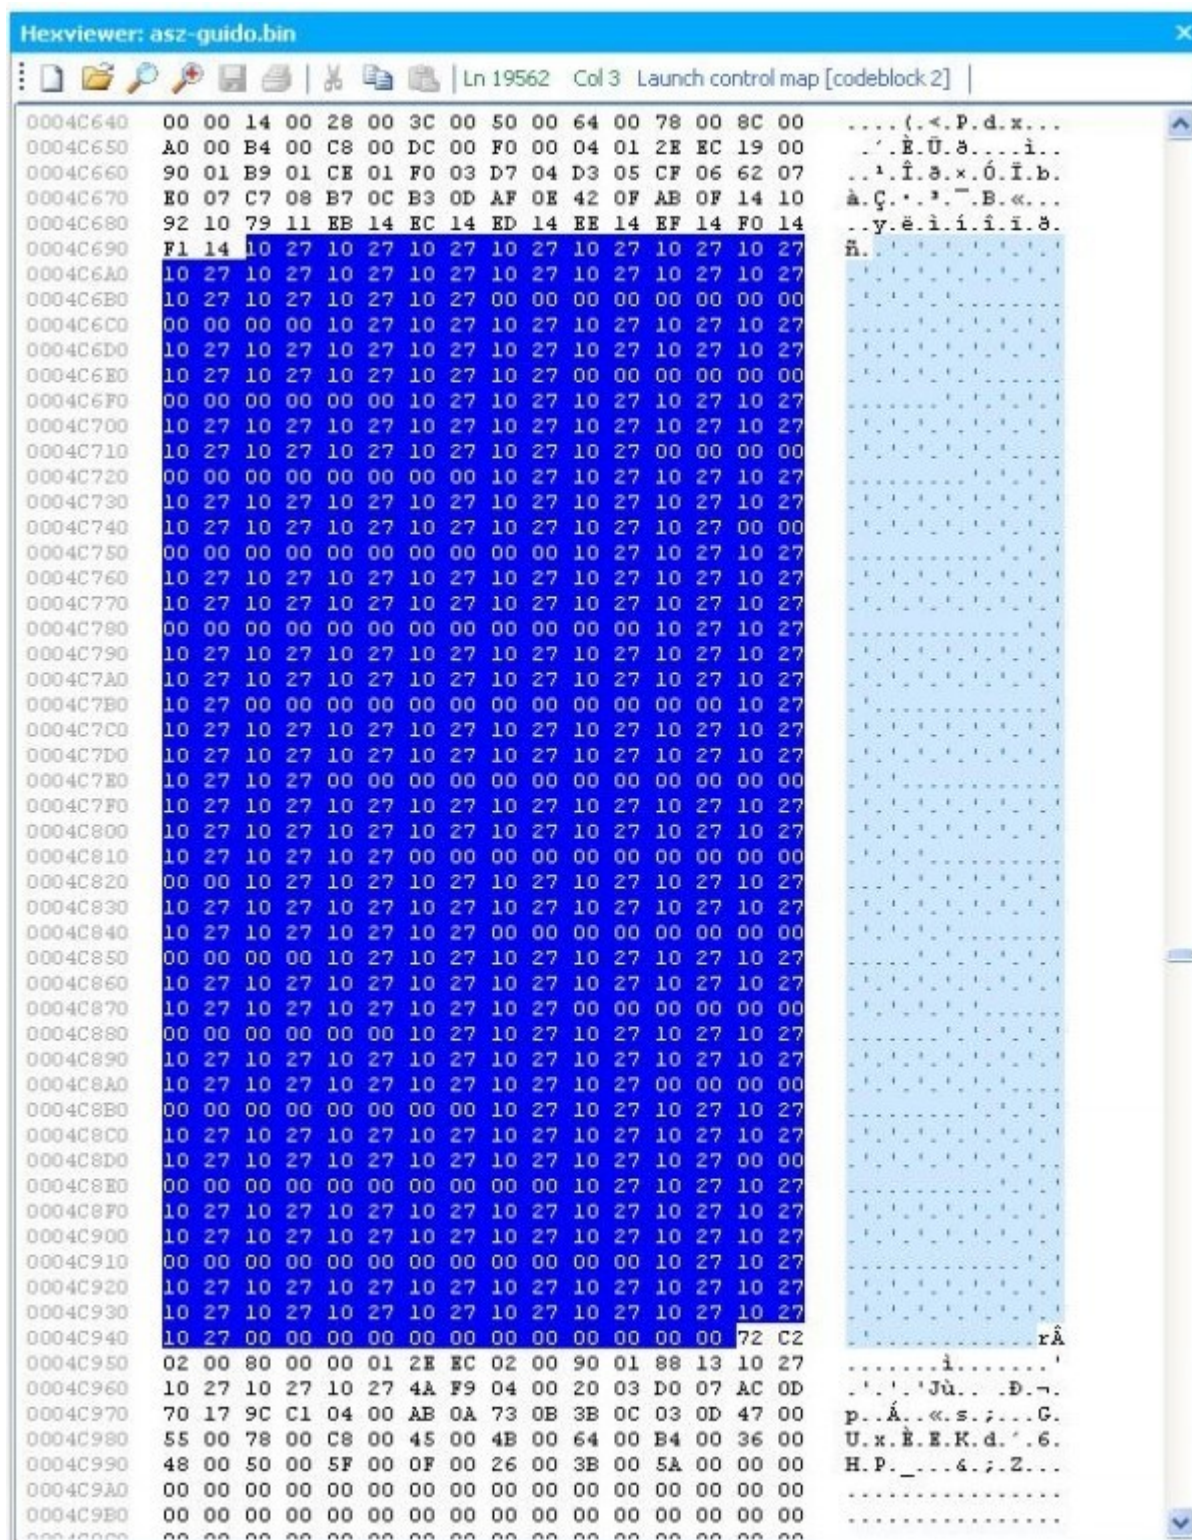 Hexviewer: asz-guido.bin
Ln 19562 Col 3 Launch control map [codeblock 2]
0004C640 00 00 14 00 28 00 3C 00 50 00 64 00 78 00 8C 00 ....(.<.P.d.x...
0004C650 A0 00 B4 00 C8 00 DC 00 F0 00 04 01 2E EC 19 00 ..´.È.Ü.ð....ì..
0004C660 90 01 B9 01 CE 01 F0 03 D7 04 D3 05 CF 06 62 07 ..¹.Î.ð.×.Ó.Ï.b.
0004C670 E0 07 C7 08 B7 0C B3 0D AF 0E 42 0F AB 0F 14 10 à.Ç.·.³.¯.B.«...
0004C680 92 10 79 11 EB 14 EC 14 ED 14 EE 14 EF 14 F0 14 ..y.ë.ì.í.î.ï.ð.
0004C690 F1 14 10 27 10 27 10 27 10 27 10 27 10 27 10 27 ñ..'.'.'.'.'.'.'
0004C6A0 10 27 10 27 10 27 10 27 10 27 10 27 10 27 10 27 .'.'.'.'.'.'.'.'
0004C6B0 10 27 10 27 10 27 10 27 00 00 00 00 00 00 00 00 .'.'.'.'........
0004C6C0 00 00 00 00 10 27 10 27 10 27 10 27 10 27 10 27 .....'.'.'.'.'.'
0004C6D0 10 27 10 27 10 27 10 27 10 27 10 27 10 27 10 27 .'.'.'.'.'.'.'.'
0004C6E0 10 27 10 27 10 27 10 27 10 27 00 00 00 00 00 00 .'.'.'.'.'......
0004C6F0 00 00 00 00 00 00 10 27 10 27 10 27 10 27 10 27 .......'.'.'.'.'
0004C700 10 27 10 27 10 27 10 27 10 27 10 27 10 27 10 27 .'.'.'.'.'.'.'.'
0004C710 10 27 10 27 10 27 10 27 10 27 10 27 00 00 00 00 .'.'.'.'.'.'....
0004C720 00 00 00 00 00 00 00 00 10 27 10 27 10 27 10 27 .........'.'.'.'
0004C730 10 27 10 27 10 27 10 27 10 27 10 27 10 27 10 27 .'.'.'.'.'.'.'.'
0004C740 10 27 10 27 10 27 10 27 10 27 10 27 10 27 00 00 .'.'.'.'.'.'.'..
0004C750 00 00 00 00 00 00 00 00 00 00 10 27 10 27 10 27 ...........'.'.'
0004C760 10 27 10 27 10 27 10 27 10 27 10 27 10 27 10 27 .'.'.'.'.'.'.'.'
0004C770 10 27 10 27 10 27 10 27 10 27 10 27 10 27 10 27 .'.'.'.'.'.'.'.'
0004C780 00 00 00 00 00 00 00 00 00 00 00 00 10 27 10 27 .............'.'
0004C790 10 27 10 27 10 27 10 27 10 27 10 27 10 27 10 27 .'.'.'.'.'.'.'.'
0004C7A0 10 27 10 27 10 27 10 27 10 27 10 27 10 27 10 27 .'.'.'.'.'.'.'.'
0004C7B0 10 27 00 00 00 00 00 00 00 00 00 00 00 00 10 27 .'.............'
0004C7C0 10 27 10 27 10 27 10 27 10 27 10 27 10 27 10 27 .'.'.'.'.'.'.'.'
0004C7D0 10 27 10 27 10 27 10 27 10 27 10 27 10 27 10 27 .'.'.'.'.'.'.'.'
0004C7E0 10 27 10 27 00 00 00 00 00 00 00 00 00 00 00 00 .'.'............
0004C7F0 10 27 10 27 10 27 10 27 10 27 10 27 10 27 10 27 .'.'.'.'.'.'.'.'
0004C800 10 27 10 27 10 27 10 27 10 27 10 27 10 27 10 27 .'.'.'.'.'.'.'.'
0004C810 10 27 10 27 10 27 00 00 00 00 00 00 00 00 00 00 .'.'.'..........
0004C820 00 00 10 27 10 27 10 27 10 27 10 27 10 27 10 27 ...'.'.'.'.'.'.'
0004C830 10 27 10 27 10 27 10 27 10 27 10 27 10 27 10 27 .'.'.'.'.'.'.'.'
0004C840 10 27 10 27 10 27 10 27 00 00 00 00 00 00 00 00 .'.'.'.'........
0004C850 00 00 00 00 10 27 10 27 10 27 10 27 10 27 10 27 .....'.'.'.'.'.'
0004C860 10 27 10 27 10 27 10 27 10 27 10 27 10 27 10 27 .'.'.'.'.'.'.'.'
0004C870 10 27 10 27 10 27 10 27 10 27 00 00 00 00 00 00 .'.'.'.'.'......
0004C880 00 00 00 00 00 00 10 27 10 27 10 27 10 27 10 27 .......'.'.'.'.'
0004C890 10 27 10 27 10 27 10 27 10 27 10 27 10 27 10 27 .'.'.'.'.'.'.'.'
0004C8A0 10 27 10 27 10 27 10 27 10 27 10 27 00 00 00 00 .'.'.'.'.'.'....
0004C8B0 00 00 00 00 00 00 00 00 10 27 10 27 10 27 10 27 .........'.'.'.'
0004C8C0 10 27 10 27 10 27 10 27 10 27 10 27 10 27 10 27 .'.'.'.'.'.'.'.'
0004C8D0 10 27 10 27 10 27 10 27 10 27 10 27 10 27 00 00 .'.'.'.'.'.'.'..
0004C8E0 00 00 00 00 00 00 00 00 00 00 10 27 10 27 10 27 ...........'.'.'
0004C8F0 10 27 10 27 10 27 10 27 10 27 10 27 10 27 10 27 .'.'.'.'.'.'.'.'
0004C900 10 27 10 27 10 27 10 27 10 27 10 27 10 27 10 27 .'.'.'.'.'.'.'.'
0004C910 00 00 00 00 00 00 00 00 00 00 00 00 10 27 10 27 .............'.'
0004C920 10 27 10 27 10 27 10 27 10 27 10 27 10 27 10 27 .'.'.'.'.'.'.'.'
0004C930 10 27 10 27 10 27 10 27 10 27 10 27 10 27 10 27 .'.'.'.'.'.'.'.'
0004C940 10 27 00 00 00 00 00 00 00 00 00 00 00 00 72 C2 .'............rÂ
0004C950 02 00 80 00 00 01 2E EC 02 00 90 01 88 13 10 27 .......ì.......'
0004C960 10 27 10 27 10 27 4A F9 04 00 20 03 D0 07 AC 0D .'.'.'Jù.. .Ð.¬.
0004C970 70 17 9C C1 04 00 AB 0A 73 0B 3B 0C 03 0D 47 00 p..Á..«.s.;...G.
0004C980 55 00 78 00 C8 00 45 00 4B 00 64 00 B4 00 36 00 U.x.È.E.K.d.´.6.
0004C990 48 00 50 00 5F 00 0F 00 26 00 3B 00 5A 00 00 00 H.P._...&.;.Z...
0004C9A0 00 00 00 00 00 00 00 00 00 00 00 00 00 00 00 00 ................
0004C9B0 00 00 00 00 00 00 00 00 00 00 00 00 00 00 00 00 ................